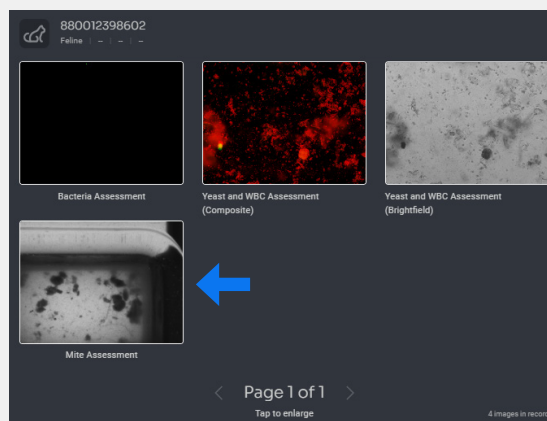 880012398602
Feline | -- | -- | --
Bacteria Assessment
Yeast and WBC Assessment
(Composite)
Yeast and WBC Assessment
(Brightfield)
Mite Assessment
Page 1 of 1
Tap to enlarge
4 images in recor